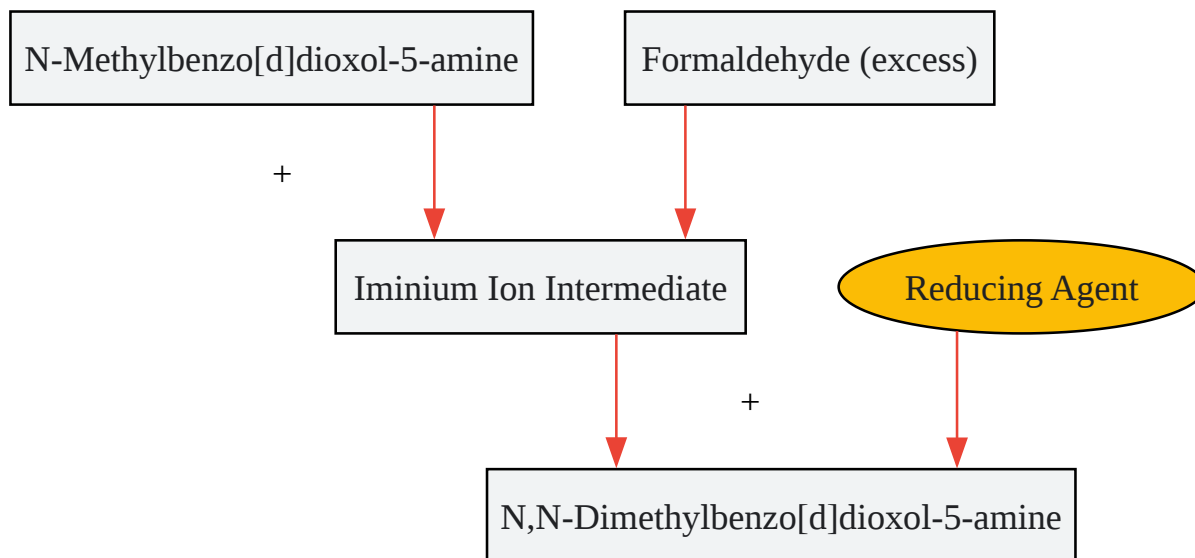 N-Methylbenzo[d]dioxol-5-amine
Formaldehyde (excess)
+
Iminium Ion Intermediate
Reducing Agent
+
N,N-Dimethylbenzo[d]dioxol-5-amine